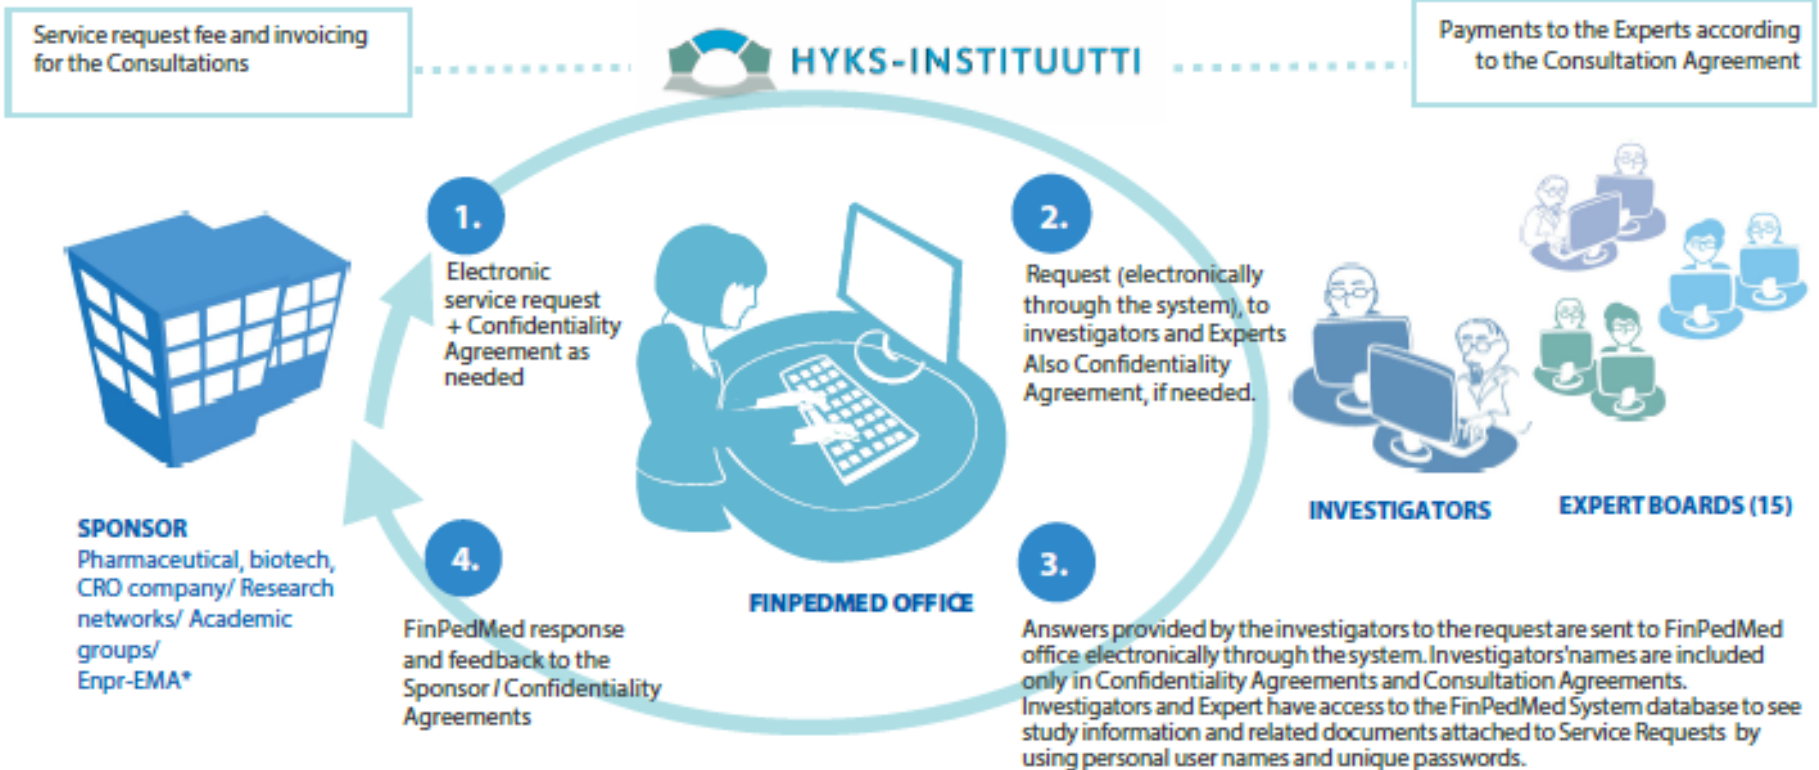 Service request fee and invoicing
for the Consultations
HYKS-INSTITUUTTI
Payments to the Experts according
to the Consultation Agreement
1.
Electronic
service request
+ Confidentiality
Agreement as
needed
2.
Request (electronically
through the system), to
investigators and Experts
Also Confidentiality
Agreement, if needed.
INVESTIGATORS
EXPERT BOARDS (15)
SPONSOR
Pharmaceutical, biotech,
CRO company/ Research
networks/ Academic
groups/
Enpr-EMA*
4.
FinPedMed response
and feedback to the
Sponsor / Confidentiality
Agreements
FINPEDMED OFFICE
3.
Answers provided by the investigators to the request are sent to FinPedMed
office electronically through the system. Investigators' names are included
only in Confidentiality Agreements and Consultation Agreements.
Investigators and Expert have access to the FinPedMed System database to see
study information and related documents attached to Service Requests by
using personal user names and unique passwords.